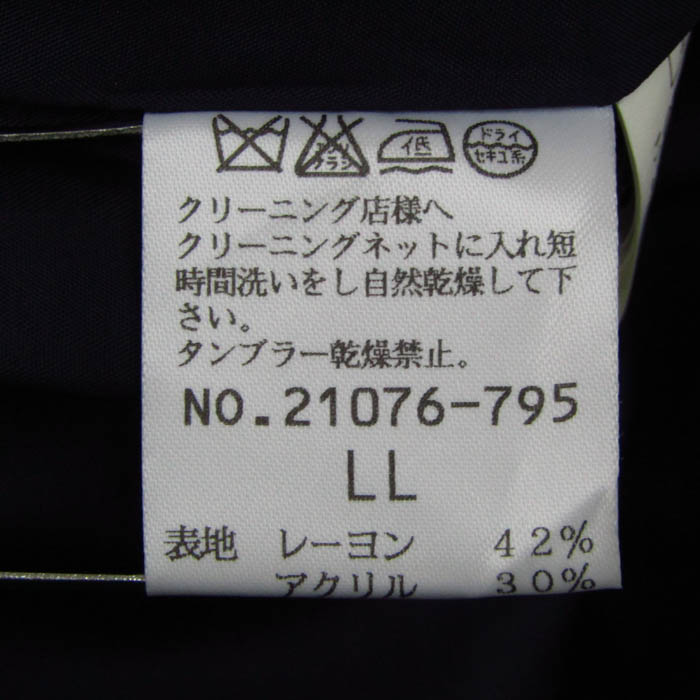 低 ドライ
セキユ系
クリーニング店様へ
クリーニングネットに入れ短
時間洗いをし自然乾燥して下
さい。
タンブラー乾燥禁止。
NO.21076-795
LL
表地 レーヨン 42%
アクリル 30%